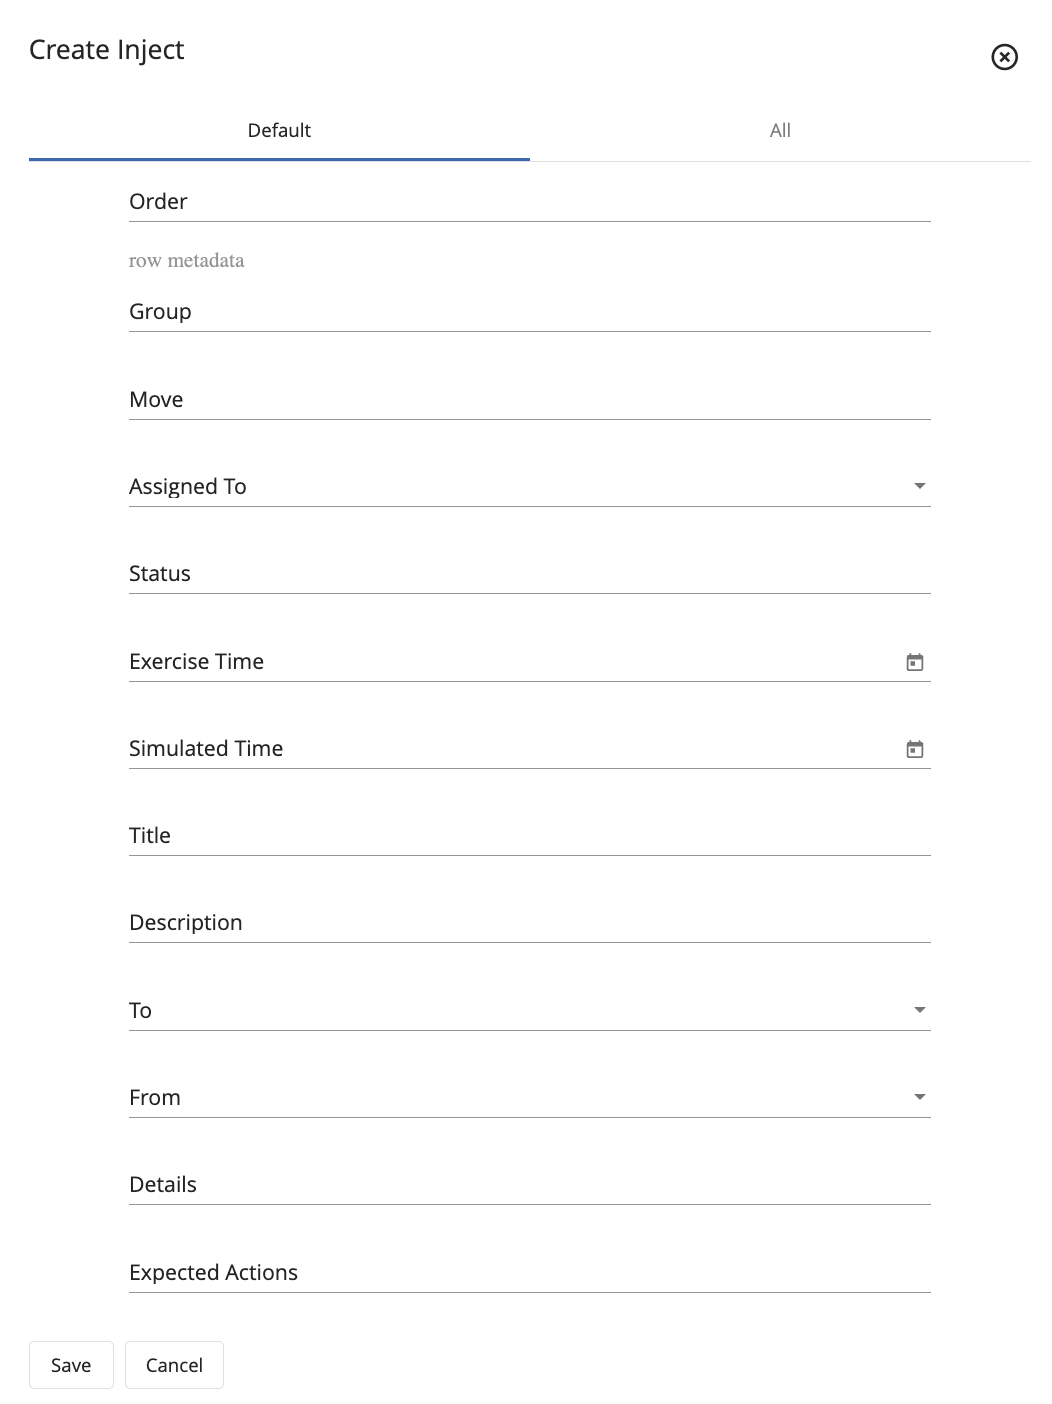 Create Inject
Default
All
Order
row metadata
Group
Move
Assigned To
Status
Exercise Time
Simulated Time
Title
Description
To
From
Details
Expected Actions
Save
Cancel